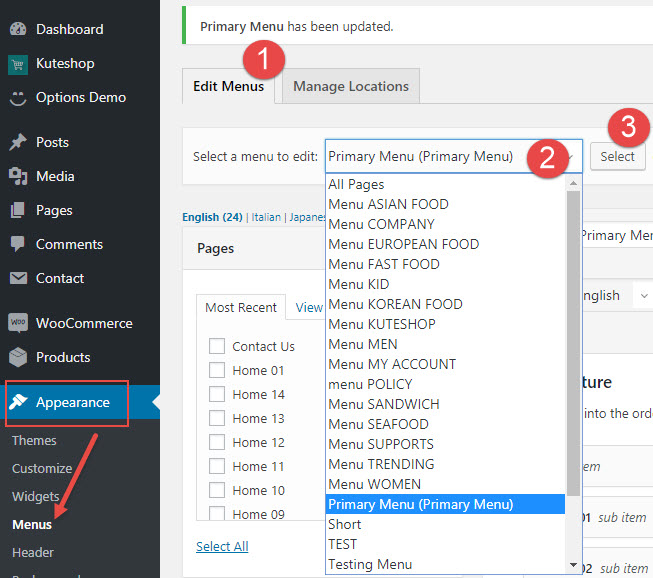 Dashboard
Kuteshop
Options Demo
Posts
Media
Pages
Comments
Contact
WOO WooCommerce
Products
Appearance
Themes
Customize
Widgets
Menus
Header
Primary Menu has been updated.
1
Edit Menus
Manage Locations
3
Select a menu to edit:
Primary Menu (Primary Menu)
2
Select
All Pages
Menu ASIAN FOOD
Menu COMPANY
Menu EUROPEAN FOOD
Menu FAST FOOD
Menu KID
Menu KOREAN FOOD
Menu KUTESHOP
Menu MEN
Menu MY ACCOUNT
menu POLICY
Menu SANDWICH
Menu SEAFOOD
Menu SUPPORTS
Menu TRENDING
Menu WOMEN
Primary Menu (Primary Menu)
Short
TEST
Testing Menu
English (24) | Italian | Japanes
Pages
Most Recent
View
Contact Us
Home 01
Home 14
Home 13
Home 12
Home 11
Home 10
Home 09
Select All
Primary Menu
nglish
ture
into the orde
em
01 sub item
02 sub item